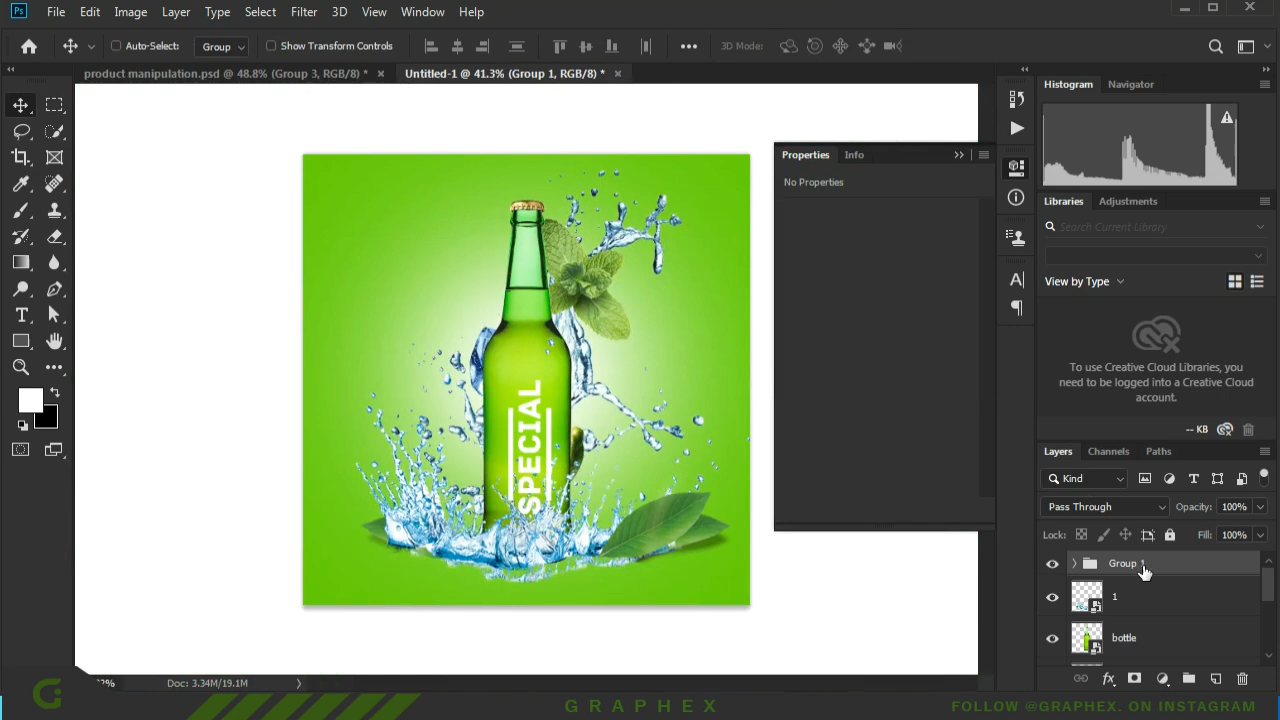 Ps File Edit Image Layer Type Select Filter 3D View Window Help
Auto-Select: Group Show Transform Controls 3D Mode:
product manipulation.psd @ 48.8% (Group 3, RGB/8) * × Untitled-1 @ 41.3% (Group 1, RGB/8) * ×
Histogram Navigator
Properties Info
No Properties
Libraries Adjustments
Search Current Library
View by Type
To use Creative Cloud Libraries, you
need to be logged into a Creative Cloud
account.
-- KB
Layers Channels Paths
Kind
Pass Through Opacity: 100%
Lock: Fill: 100%
Group 1
1
bottle
SPECIAL
Doc: 3.34M/19.1M
GRAPHEX
FOLLOW @GRAPHEX. ON INSTAGRAM